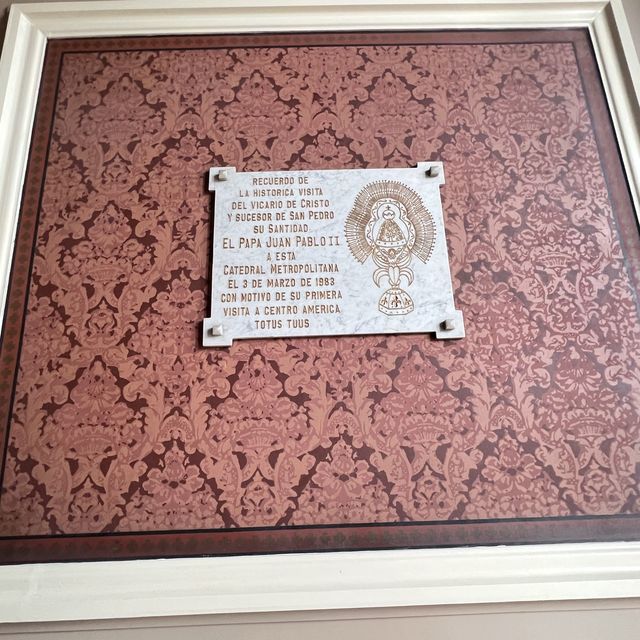 RECUERDO DE
LA HISTORICA VISITA
DEL VICARIO DE CRISTO
Y SUCESOR DE SAN PEDRO
SU SANTIDAD
EL PAPA JUAN PABLO II
A ESTA
CATEDRAL METROPOLITANA
EL 3 DE MARZO DE 1983
CON MOTIVO DE SU PRIMERA
VISITA A CENTRO AMERICA
TOTUS TUUS